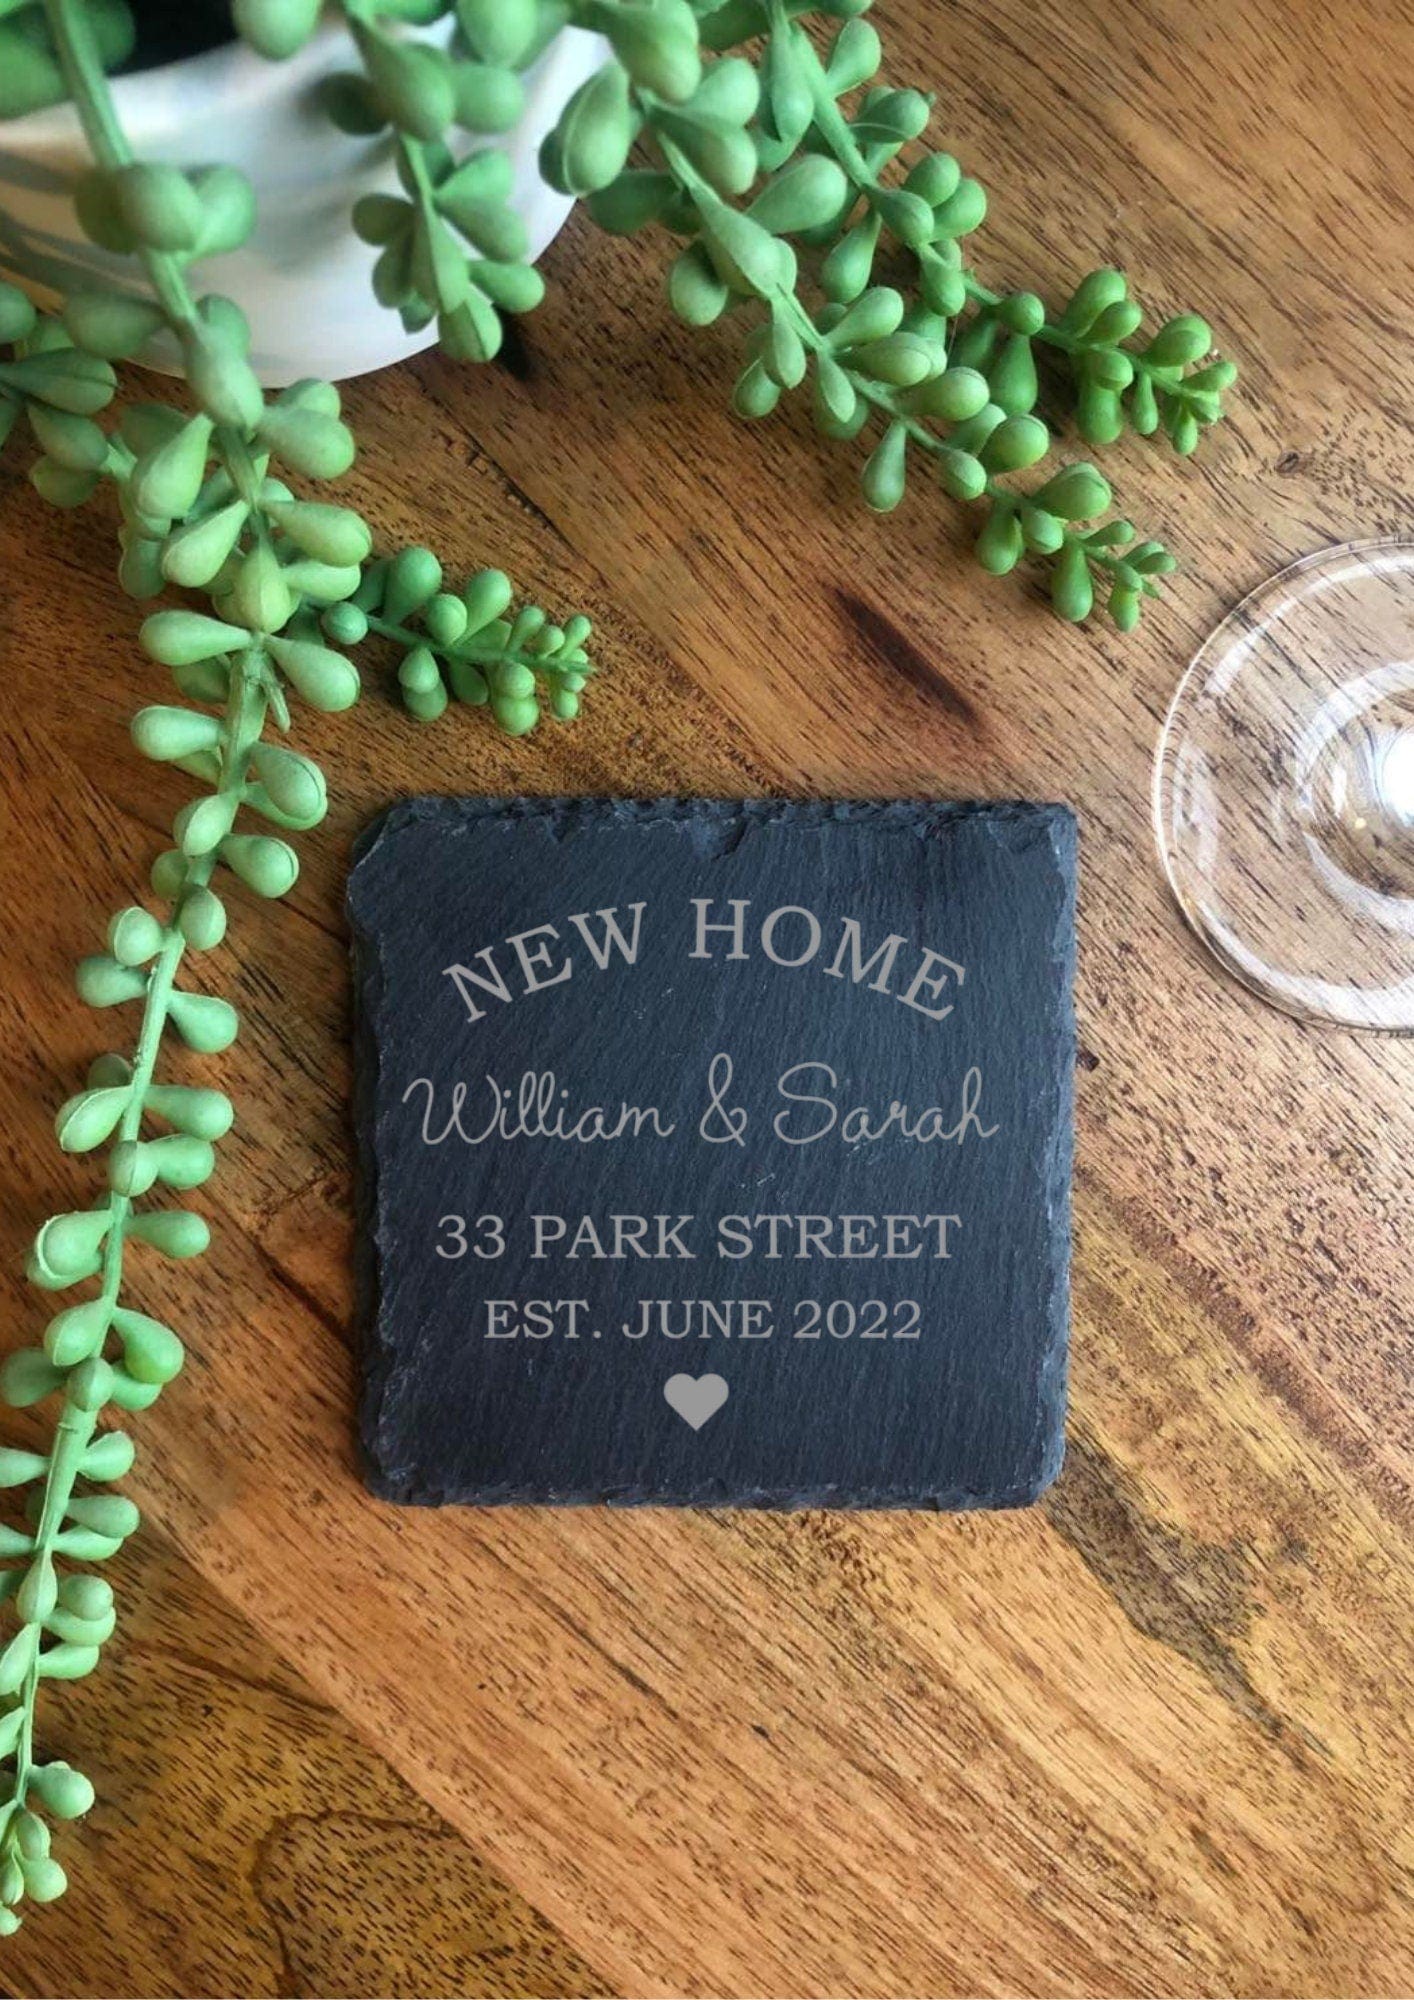 NEW HOME
William & Sarah
33 PARK STREET
EST. JUNE 2022